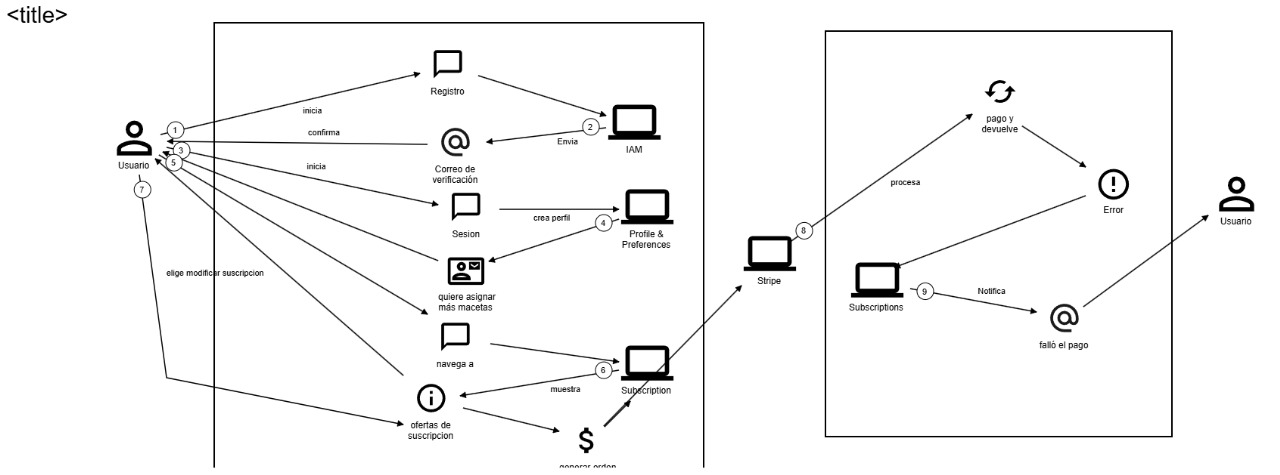 <title>
Registro
inicia
1
confirma
2
Envia
IAM
Usuario
3
5
Correo de
verificación
inicia
7
Sesion
crea perfil
4
Profile &
Preferences
elige modificar suscripcion
quiere asignar
más macetas
navega a
6
Subscription
muestra
ofertas de
suscripcion
generar orden
Stripe
8
procesa
pago y
devuelve
Error
Subscriptions
9
Notifica
falló el pago
Usuario